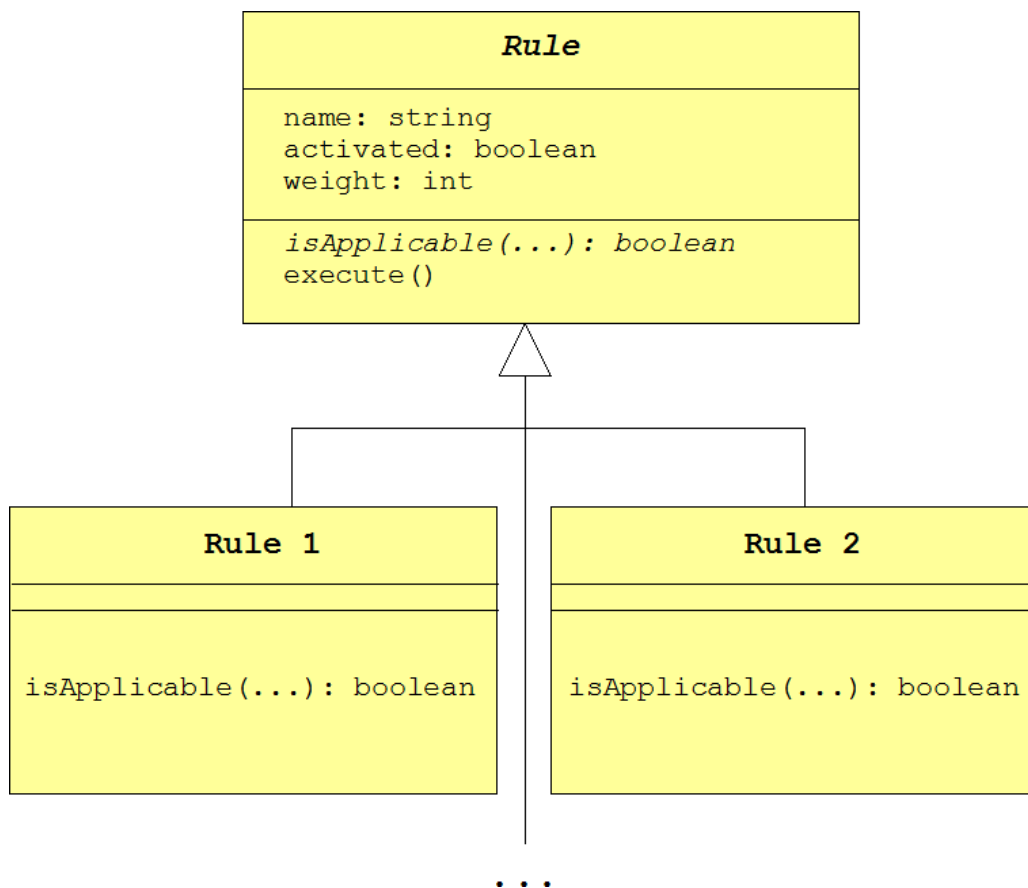 Rule
name: string
activated: boolean
weight: int
isApplicable(...): boolean
execute()
Rule 1
isApplicable(...): boolean
Rule 2
isApplicable(...): boolean
...